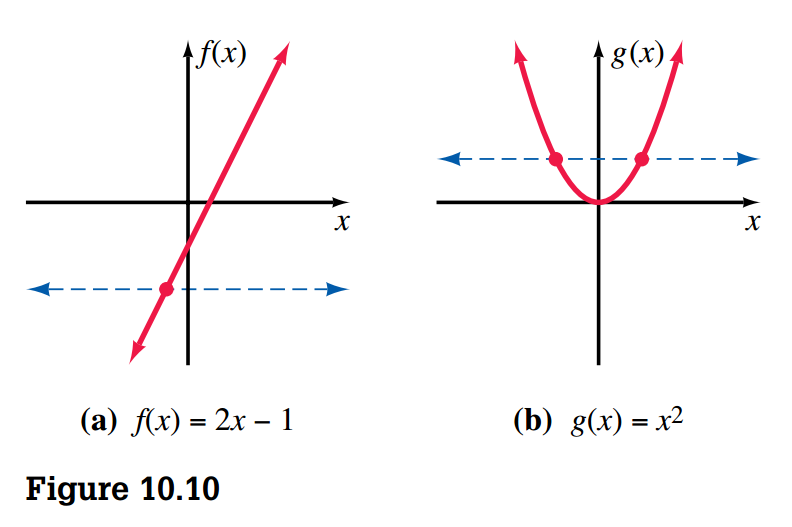 f(x)
g(x)
x
x
(a) f(x) = 2x − 1
(b) g(x) = x²
Figure 10.10